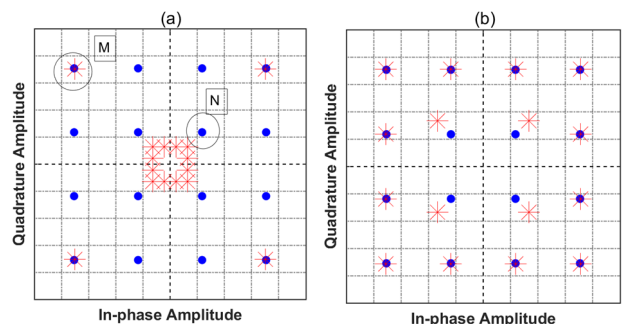 (a)
(b)
M
N
Quadrature Amplitude
Quadrature Amplitude
In-phase Amplitude
In-phase Amplitude